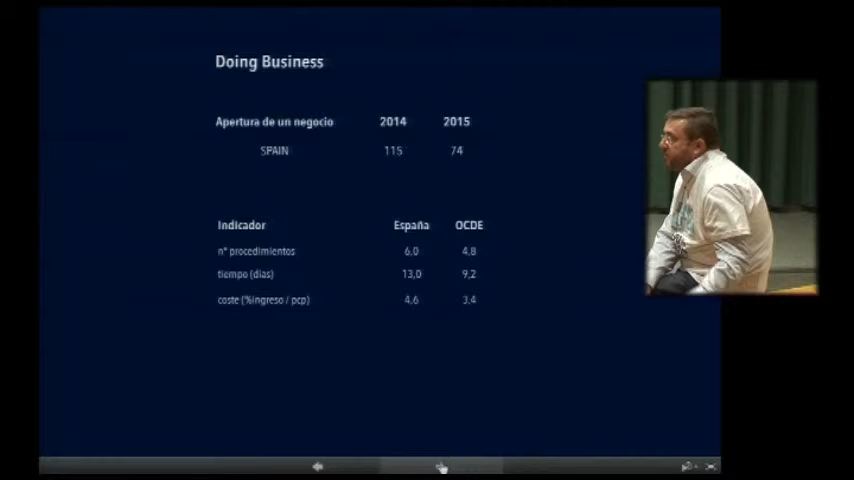 Doing Business
Apertura de un negocio 2014 2015
SPAIN 115 74
Indicador España OCDE
nº procedimientos 6,0 4,8
tiempo (días) 13,0 9,2
coste (%ingreso / pcp) 4,6 3,4